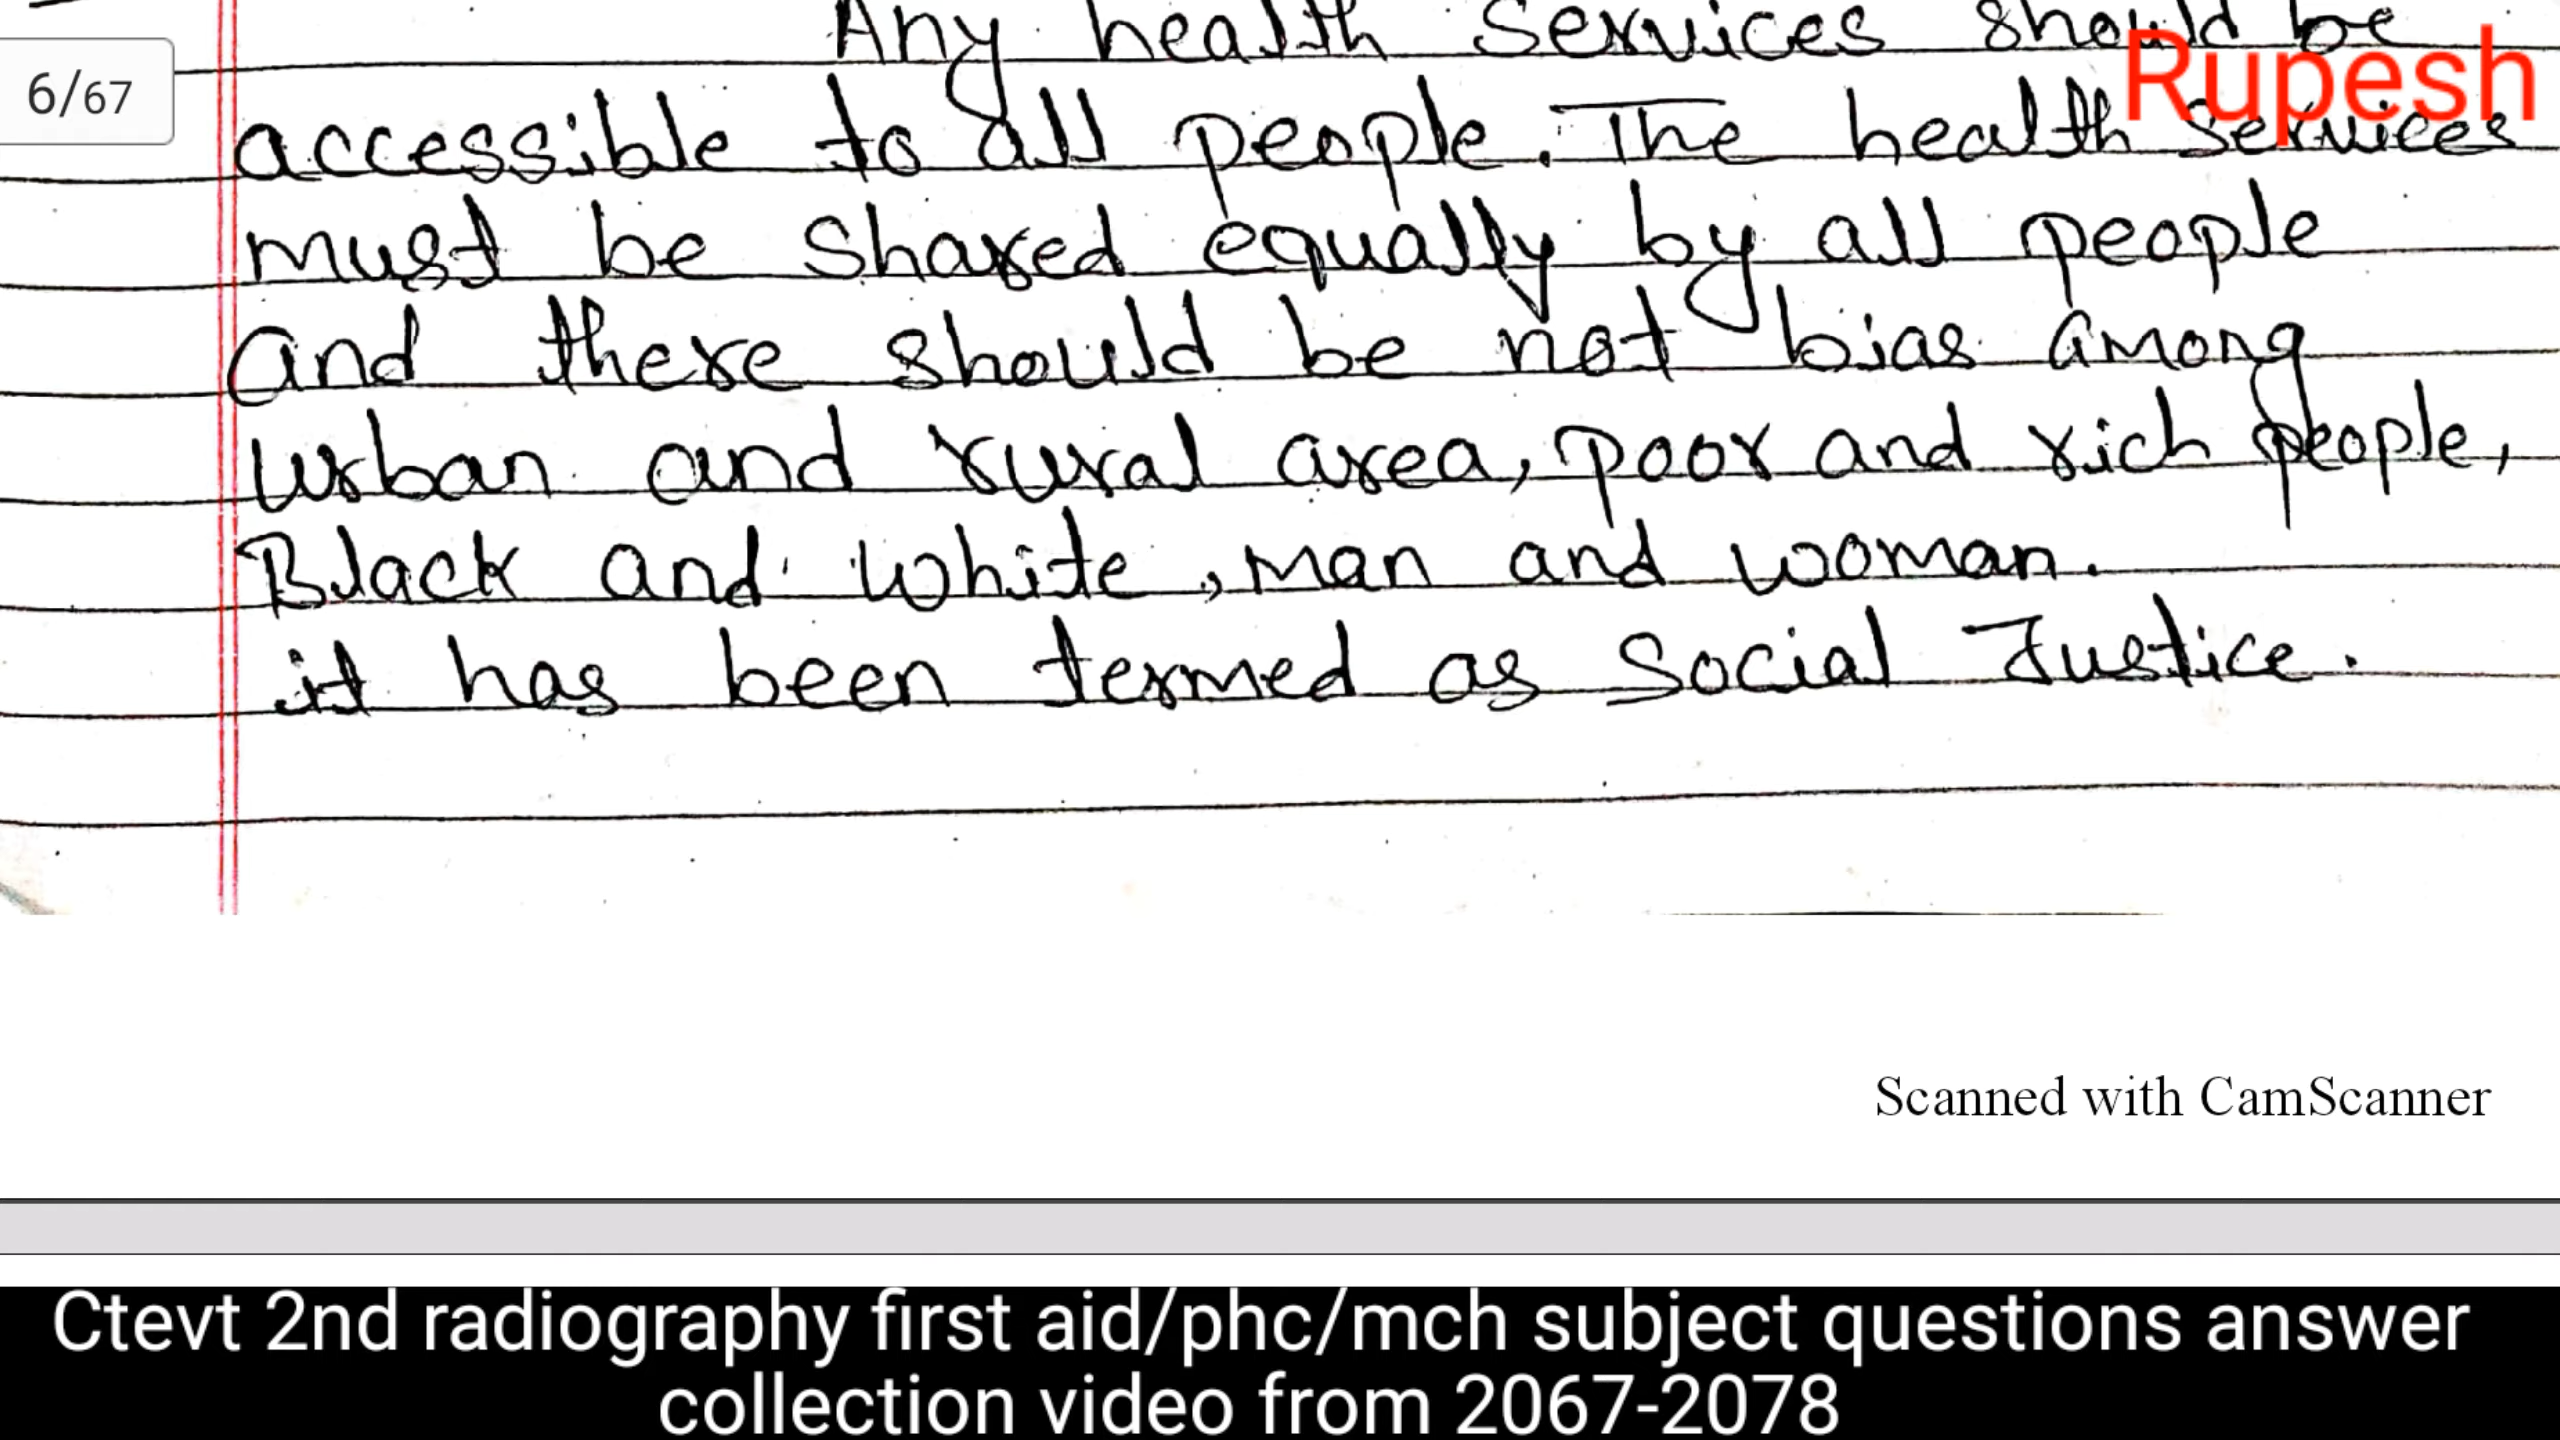 Any health services should be
Rupesh
6/67
accessible to all people. The health services
must be shared equally by all people
and there should be not bias among
urban and rural area, poor and rich people,
Black and white, man and woman.
it has been termed as Social Justice.
Scanned with CamScanner
Ctevt 2nd radiography first aid/phc/mch subject questions answer
collection video from 2067-2078